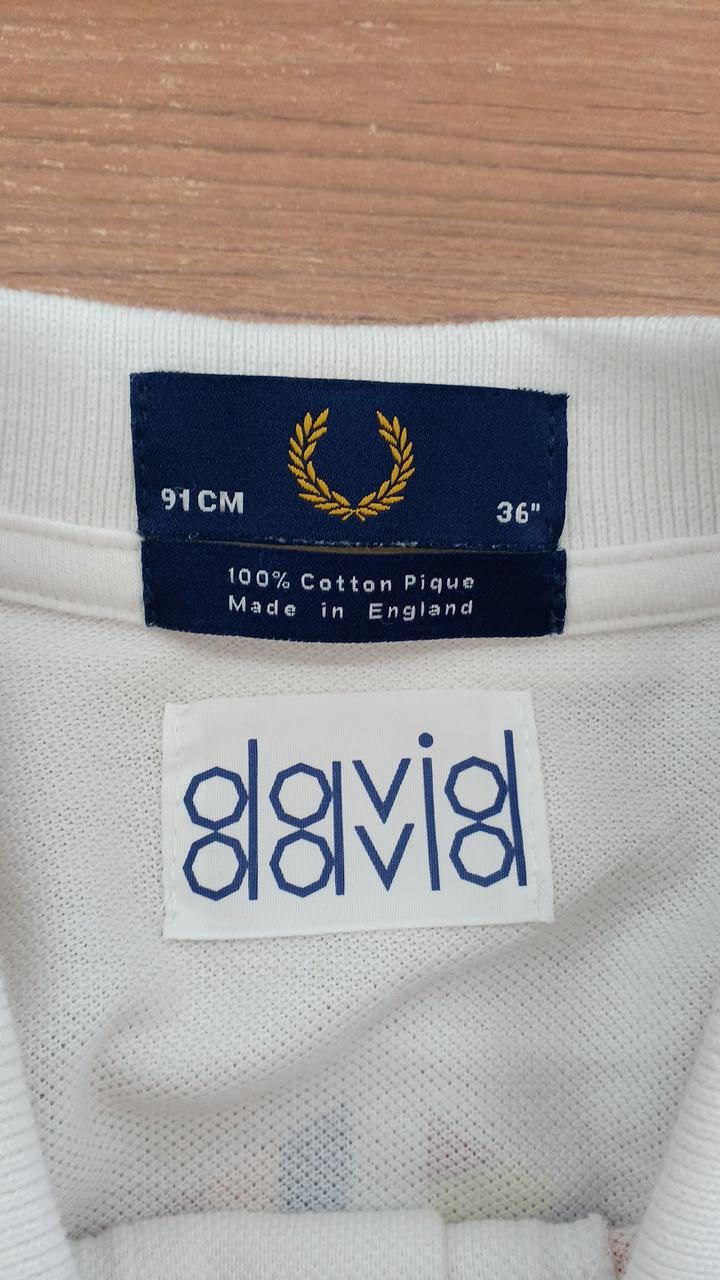 91CM 36"
100% Cotton Pique
Made in England
david
david